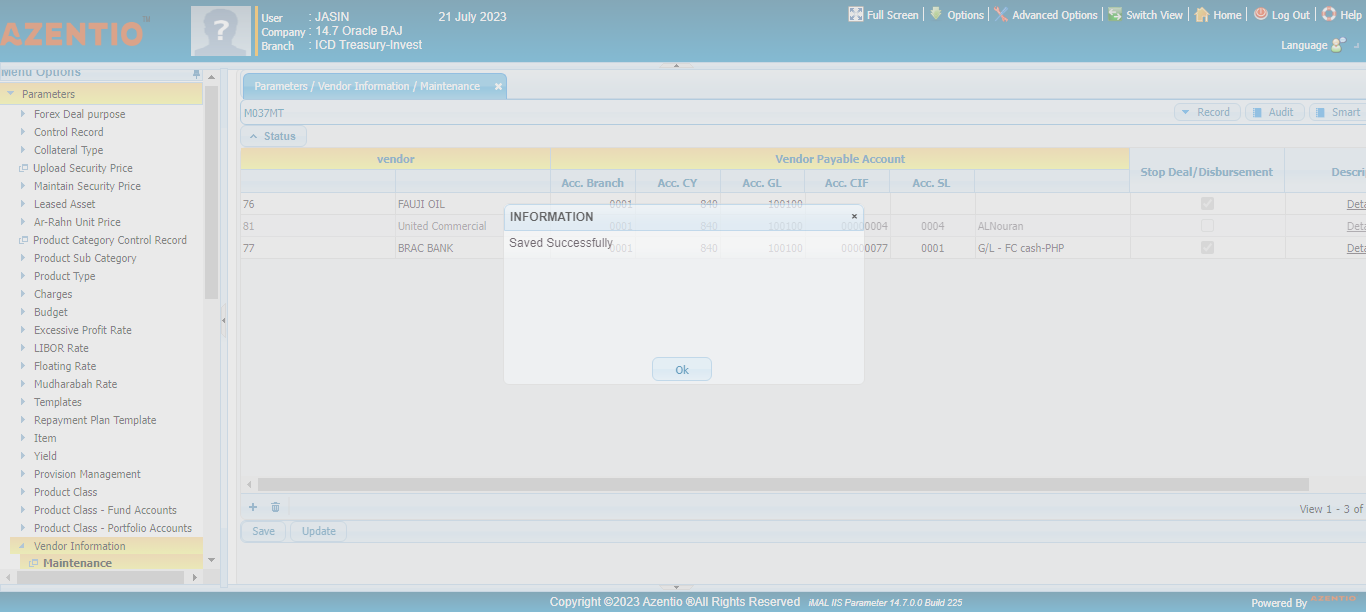 AZENTIO™
?
User : JASIN 21 July 2023
Company : 14.7 Oracle BAJ
Branch : ICD Treasury-Invest
Full Screen Options Advanced Options Switch View Home Log Out Help
Language
Menu Options
Parameters
Forex Deal purpose
Control Record
Collateral Type
Upload Security Price
Maintain Security Price
Leased Asset
Ar-Rahn Unit Price
Product Category Control Record
Product Sub Category
Product Type
Charges
Budget
Excessive Profit Rate
LIBOR Rate
Floating Rate
Mudharabah Rate
Templates
Repayment Plan Template
Item
Yield
Provision Management
Product Class
Product Class - Fund Accounts
Product Class - Portfolio Accounts
Vendor Information
Maintenance
Parameters / Vendor Information / Maintenance
M037MT Record Audit Smart
Status
vendor Vendor Payable Account Stop Deal/Disbursement Descri
Acc. Branch Acc. CY Acc. GL Acc. CIF Acc. SL
76 FAUJI OIL 0001 840 100100 Deta
81 United Commercial 0001 840 100100 00000004 0004 ALNouran Deta
77 BRAC BANK 0001 840 100100 00000077 0001 G/L - FC cash-PHP Deta
INFORMATION
Saved Successfully
Ok
View 1 - 3 of
Save Update
Copyright ©2023 Azentio ®All Rights Reserved iMAL IIS Parameter 14.7.0.0 Build 225
Powered By AZENTIO